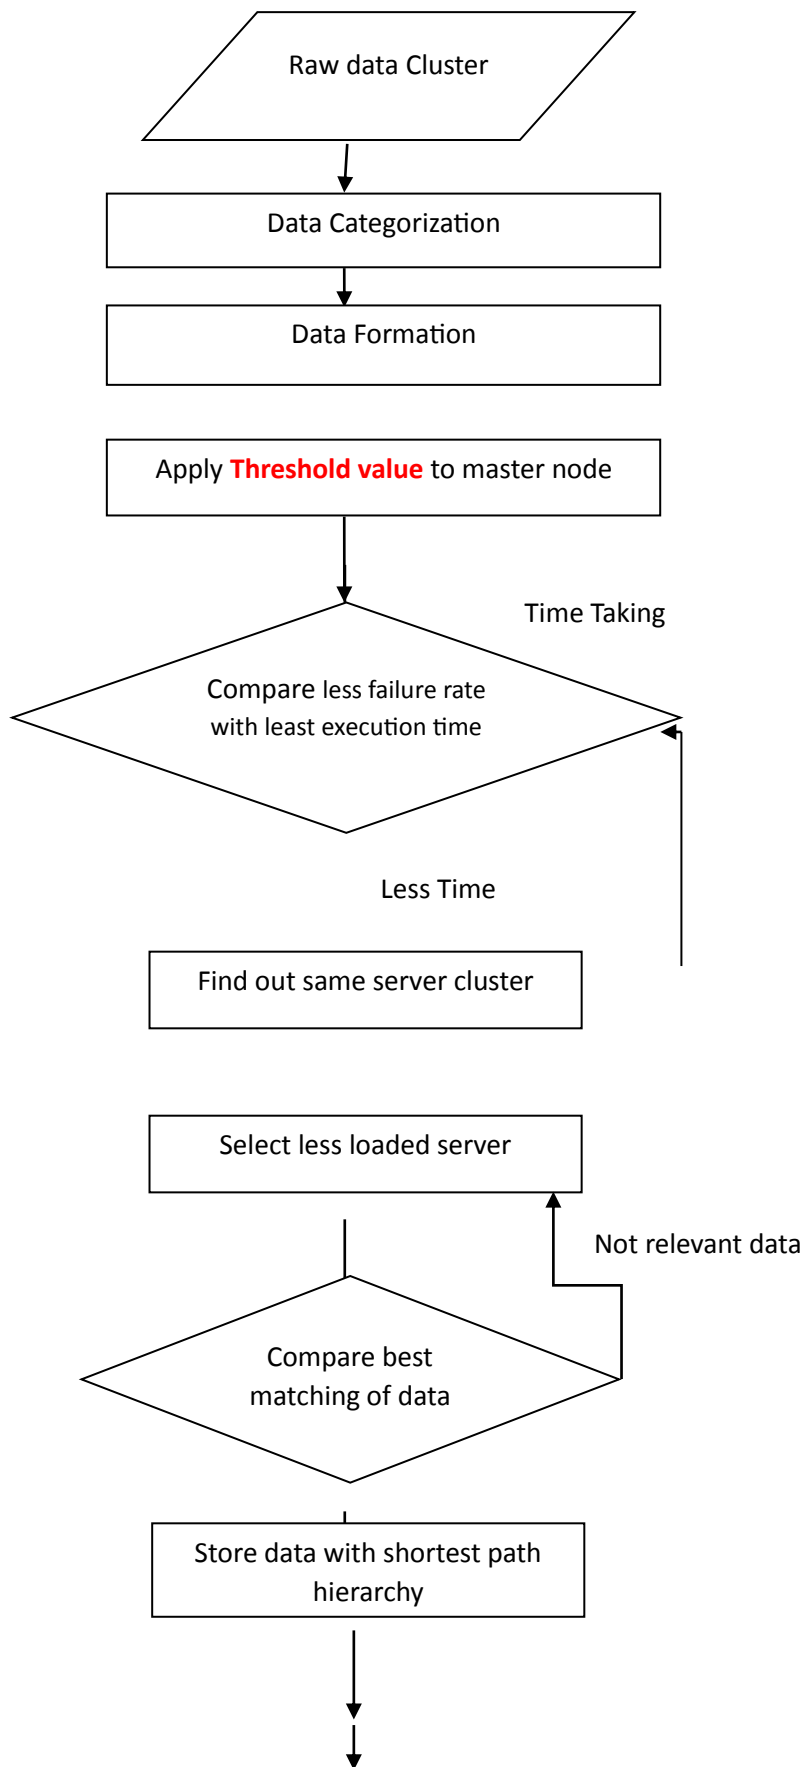 Raw data Cluster
Data Categorization
Data Formation
Apply Threshold value to master node
Time Taking
Compare less failure rate
with least execution time
Less Time
Find out same server cluster
Select less loaded server
Not relevant data
Compare best
matching of data
Store data with shortest path
hierarchy